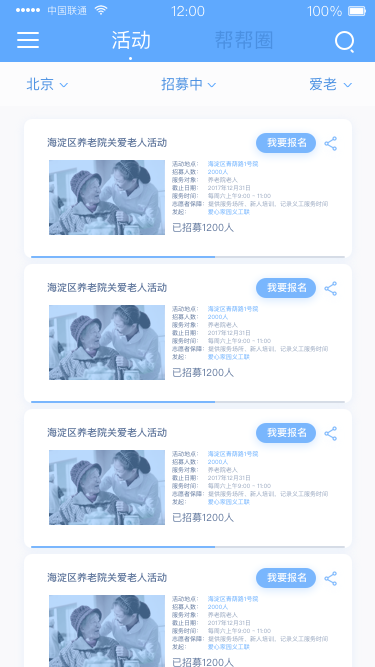 中国联通 12:00 100%
活动 帮帮圈
北京 招募中 爱老
海淀区养老院关爱老人活动 我要报名
活动地点： 海淀区青荫路1号院
招募人数： 2000人
服务对象： 养老院老人
截止日期： 2017年12月31日
服务时间： 每周六上午9:00 - 11:00
志愿者保障： 提供服务场所、新人培训、记录义工服务时间
发起： 爱心家园义工联
已招募1200人
海淀区养老院关爱老人活动 我要报名
活动地点： 海淀区青荫路1号院
招募人数： 2000人
服务对象： 养老院老人
截止日期： 2017年12月31日
服务时间： 每周六上午9:00 - 11:00
志愿者保障： 提供服务场所、新人培训、记录义工服务时间
发起： 爱心家园义工联
已招募1200人
海淀区养老院关爱老人活动 我要报名
活动地点： 海淀区青荫路1号院
招募人数： 2000人
服务对象： 养老院老人
截止日期： 2017年12月31日
服务时间： 每周六上午9:00 - 11:00
志愿者保障： 提供服务场所、新人培训、记录义工服务时间
发起： 爱心家园义工联
已招募1200人
海淀区养老院关爱老人活动 我要报名
活动地点： 海淀区青荫路1号院
招募人数： 2000人
服务对象： 养老院老人
截止日期： 2017年12月31日
服务时间： 每周六上午9:00 - 11:00
志愿者保障： 提供服务场所、新人培训、记录义工服务时间
发起： 爱心家园义工联
已招募1200人